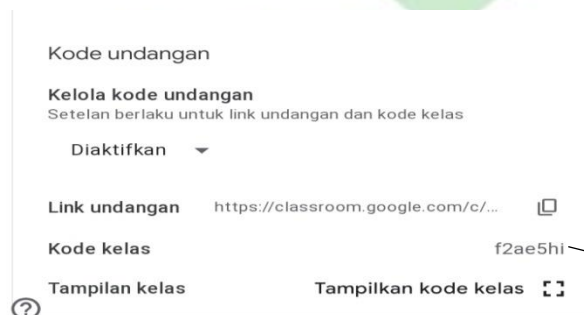 Kode undangan
Kelola kode undangan
Setelan berlaku untuk link undangan dan kode kelas
Diaktifkan
Link undangan https://classroom.google.com/c/...
Kode kelas f2ae5hi
Tampilan kelas Tampilkan kode kelas
?